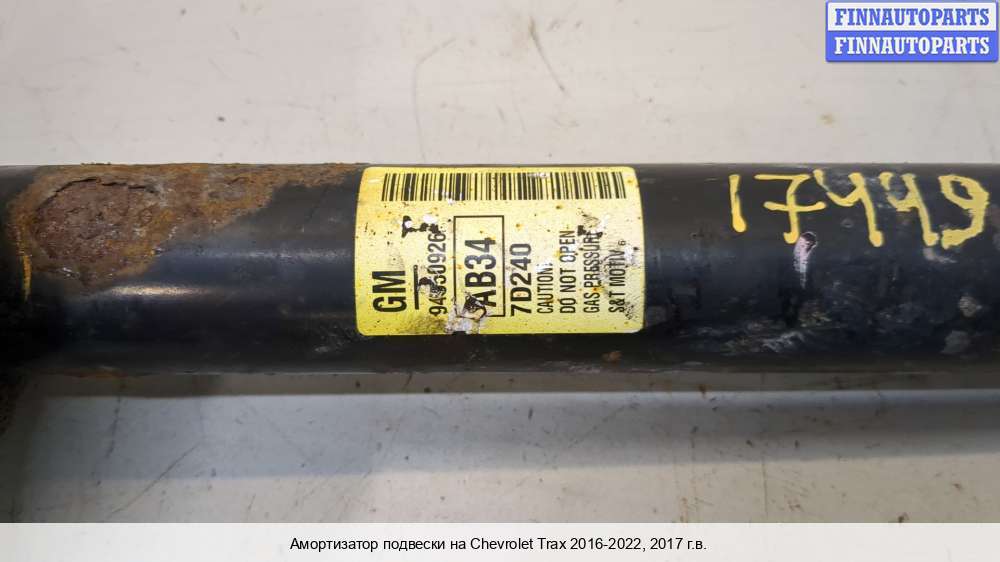 FINNAUTOPARTS
FINNAUTOPARTS
GM
AB34
7D240
CAUTION:
DO NOT OPEN
GAS PRESSURE
S&T MOTIV
17449
Амортизатор подвески на Chevrolet Trax 2016-2022, 2017 г.в.